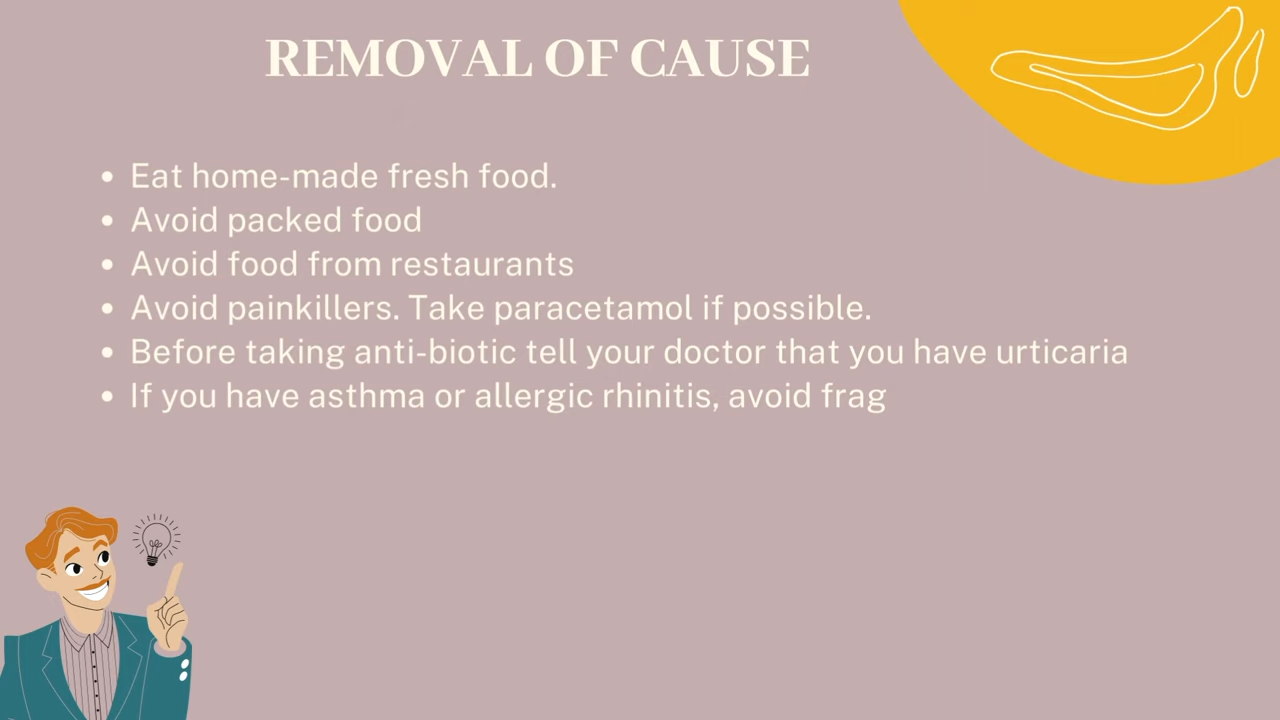 REMOVAL OF CAUSE
• Eat home-made fresh food.
• Avoid packed food
• Avoid food from restaurants
• Avoid painkillers. Take paracetamol if possible.
• Before taking anti-biotic tell your doctor that you have urticaria
• If you have asthma or allergic rhinitis, avoid frag